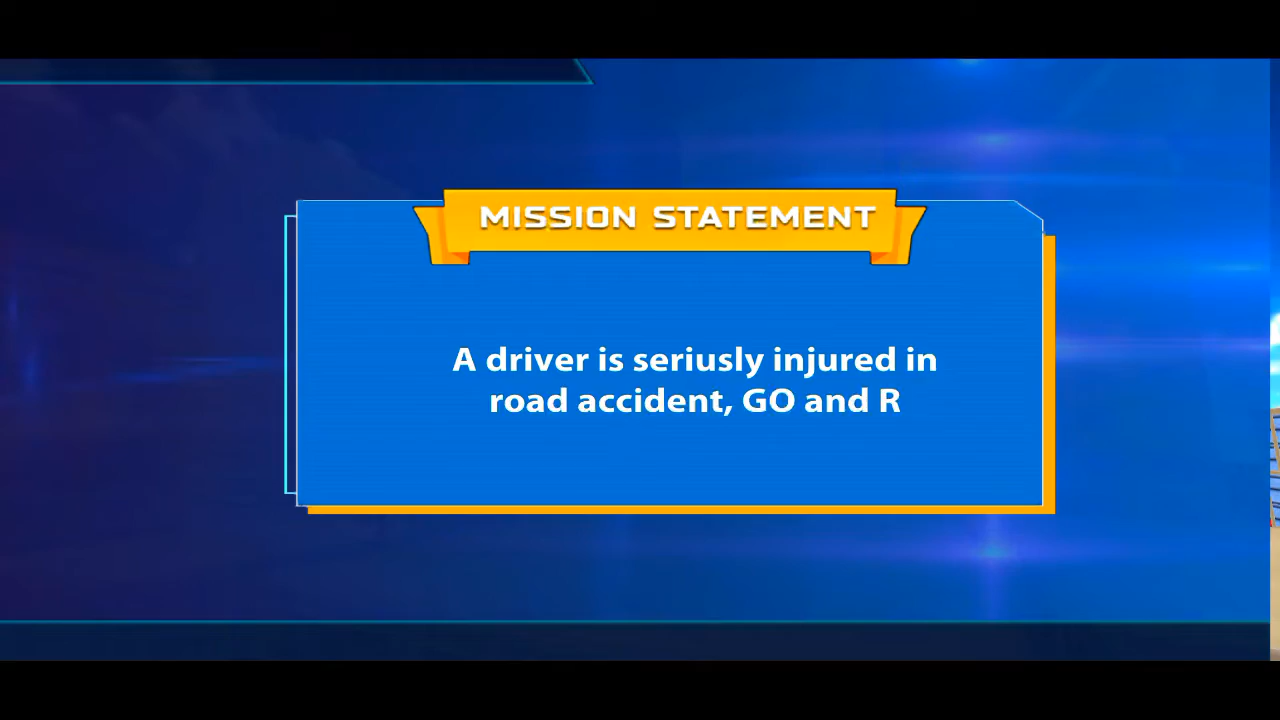 MISSION STATEMENT
A driver is seriusly injured in
road accident, GO and R